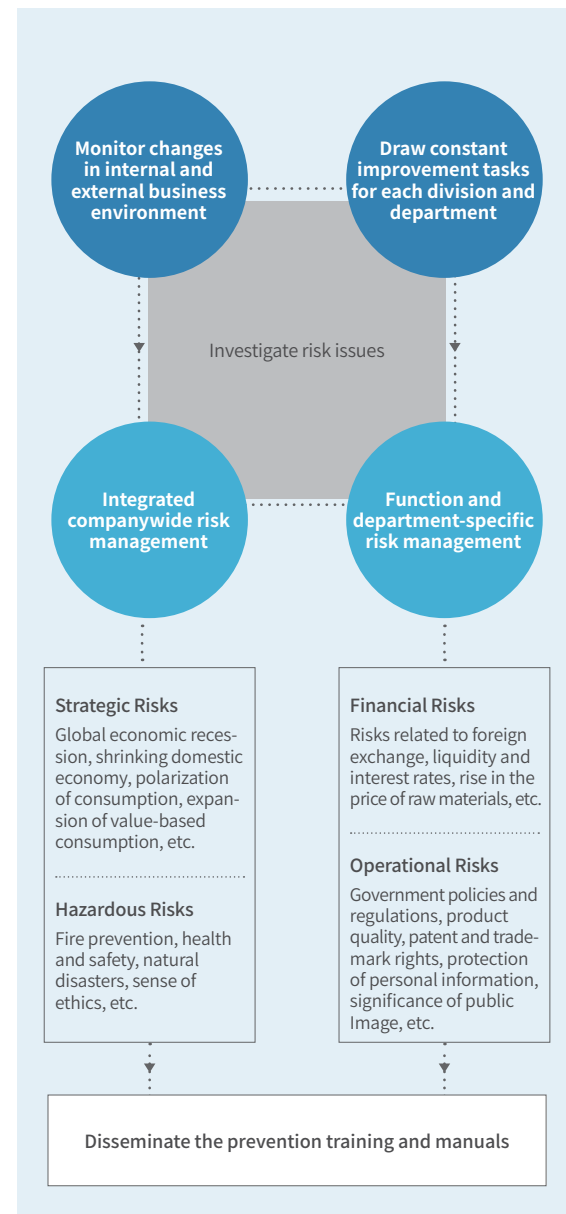 Monitor changes
in internal and
external business
environment
Draw constant
improvement tasks
for each division and
department
Investigate risk issues
Integrated
companywide risk
management
Function and
department-specific
risk management
Strategic Risks
Global economic reces-
sion, shrinking domestic
economy, polarization
of consumption, expan-
sion of value-based
consumption, etc.
Hazardous Risks
Fire prevention, health
and safety, natural
disasters, sense of
ethics, etc.
Financial Risks
Risks related to foreign
exchange, liquidity and
interest rates, rise in the
price of raw materials, etc.
Operational Risks
Government policies and
regulations, product
quality, patent and trade-
mark rights, protection
of personal information,
significance of public
Image, etc.
Disseminate the prevention training and manuals